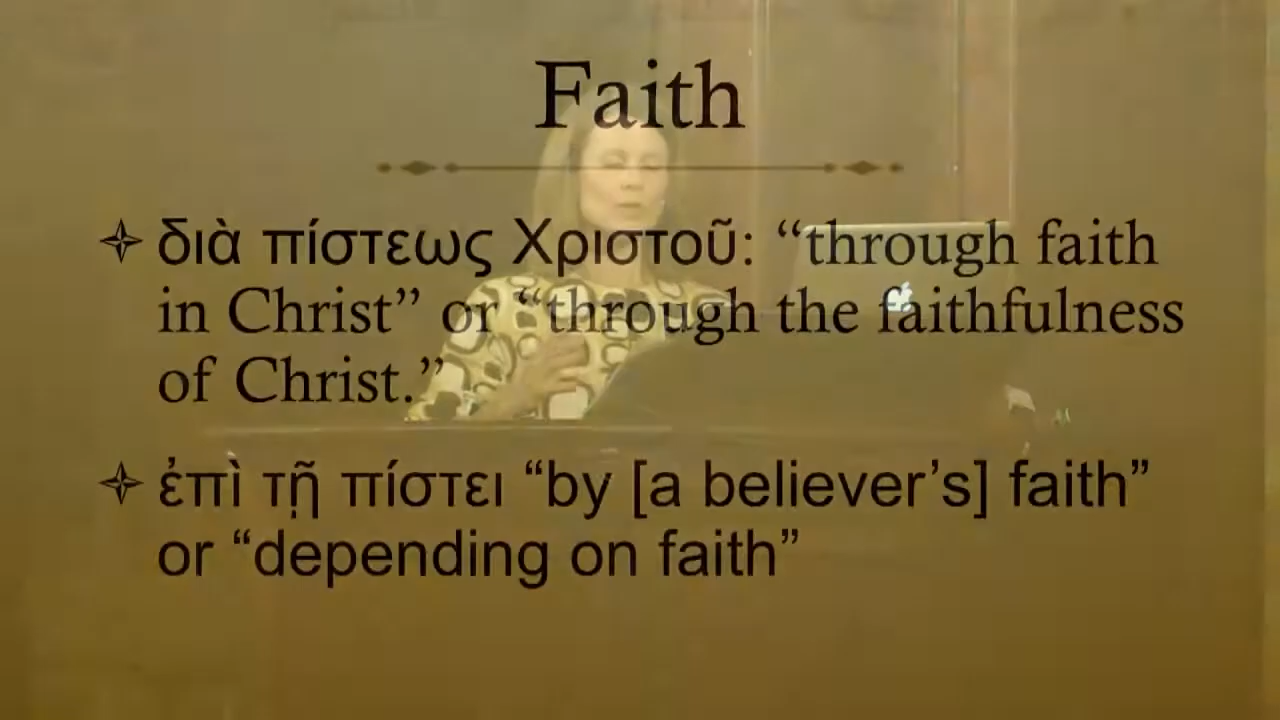 Faith
διὰ πίστεως Χριστοῦ: “through faith
in Christ” or “through the faithfulness
of Christ.”
ἐπὶ τῇ πίστει “by [a believer’s] faith”
or “depending on faith”